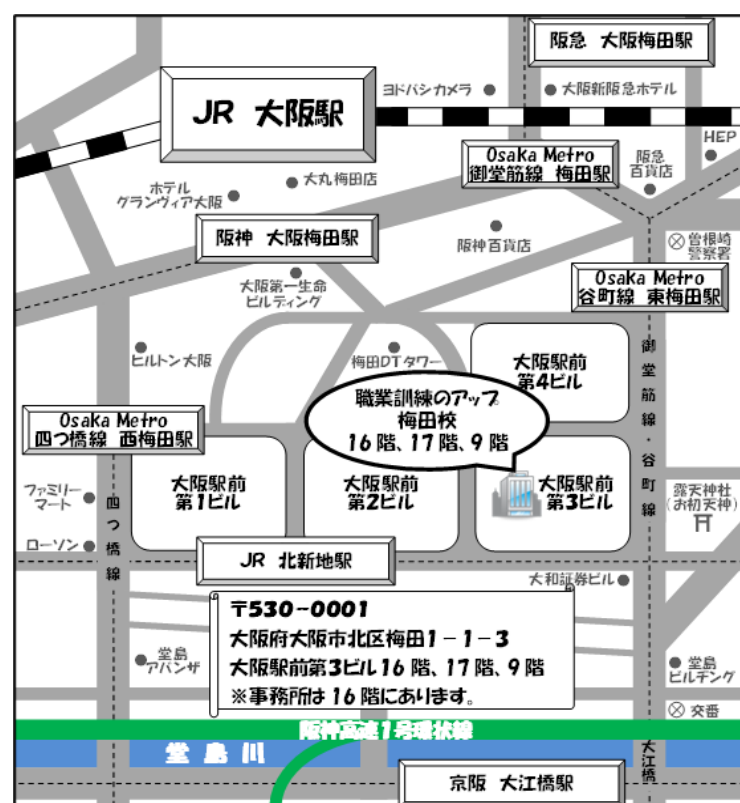 阪急 大阪梅田駅
JR 大阪駅
ヨドバシカメラ
大阪新阪急ホテル
HEP
Osaka Metro
御堂筋線 梅田駅
阪急
百貨店
大丸梅田店
ホテル
グランヴィア大阪
阪神 大阪梅田駅
阪神百貨店
曽根崎
警察署
大阪第一生命
ビルディング
Osaka Metro
谷町線 東梅田駅
ヒルトン大阪
梅田DTタワー
大阪駅前
第4ビル
御堂筋線・谷町線
職業訓練のアップ
梅田校
16階、17階、9階
Osaka Metro
四つ橋線 西梅田駅
大阪駅前
第1ビル
大阪駅前
第2ビル
大阪駅前
第3ビル
ファミリー
マート
四つ橋線
露天神社
(お初天神)
ローソン
JR 北新地駅
大和証券ビル
〒530-0001
大阪府大阪市北区梅田1-1-3
大阪駅前第3ビル16階、17階、9階
※事務所は16階にあります。
堂島
アバンザ
堂島
ビルヂング
交番
阪神高速1号環状線
堂島川
大江橋
京阪 大江橋駅